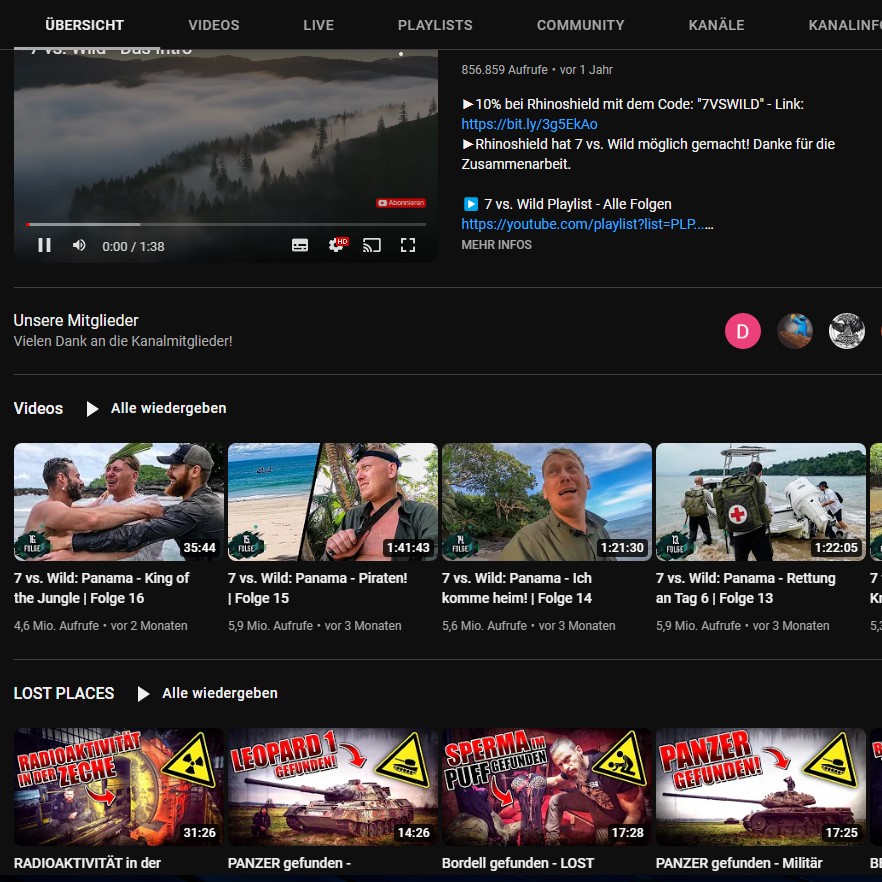 ÜBERSICHT
VIDEOS
LIVE
PLAYLISTS
COMMUNITY
KANÄLE
KANALINFO
7 vs. Wild - Das Intro
Abonnieren
0:00 / 1:38
HD
856.859 Aufrufe • vor 1 Jahr
►10% bei Rhinoshield mit dem Code: "7VSWILD" - Link:
https://bit.ly/3g5EkAo
►Rhinoshield hat 7 vs. Wild möglich gemacht! Danke für die
Zusammenarbeit.
▶️ 7 vs. Wild Playlist - Alle Folgen
https://youtube.com/playlist?list=PLP...…
MEHR INFOS
Unsere Mitglieder
Vielen Dank an die Kanalmitglieder!
D
Videos
Alle wiedergeben
16.
FOLGE
35:44
7 vs. Wild: Panama - King of
the Jungle | Folge 16
4,6 Mio. Aufrufe • vor 2 Monaten
15.
FOLGE
1:41:43
7 vs. Wild: Panama - Piraten!
| Folge 15
5,9 Mio. Aufrufe • vor 3 Monaten
14.
FOLGE
1:21:30
7 vs. Wild: Panama - Ich
komme heim! | Folge 14
5,6 Mio. Aufrufe • vor 3 Monaten
13.
FOLGE
1:22:05
7 vs. Wild: Panama - Rettung
an Tag 6 | Folge 13
5,9 Mio. Aufrufe • vor 3 Monaten
7
5,3
LOST PLACES
Alle wiedergeben
RADIOAKTIVITÄT
IN DER ZECHE
31:26
RADIOAKTIVITÄT in der
LEOPARD 1
GEFUNDEN!
14:26
PANZER gefunden -
SPERMA IM
PUFF GEFUNDEN
17:28
Bordell gefunden - LOST
PANZER
GEFUNDEN!
17:25
PANZER gefunden - Militär